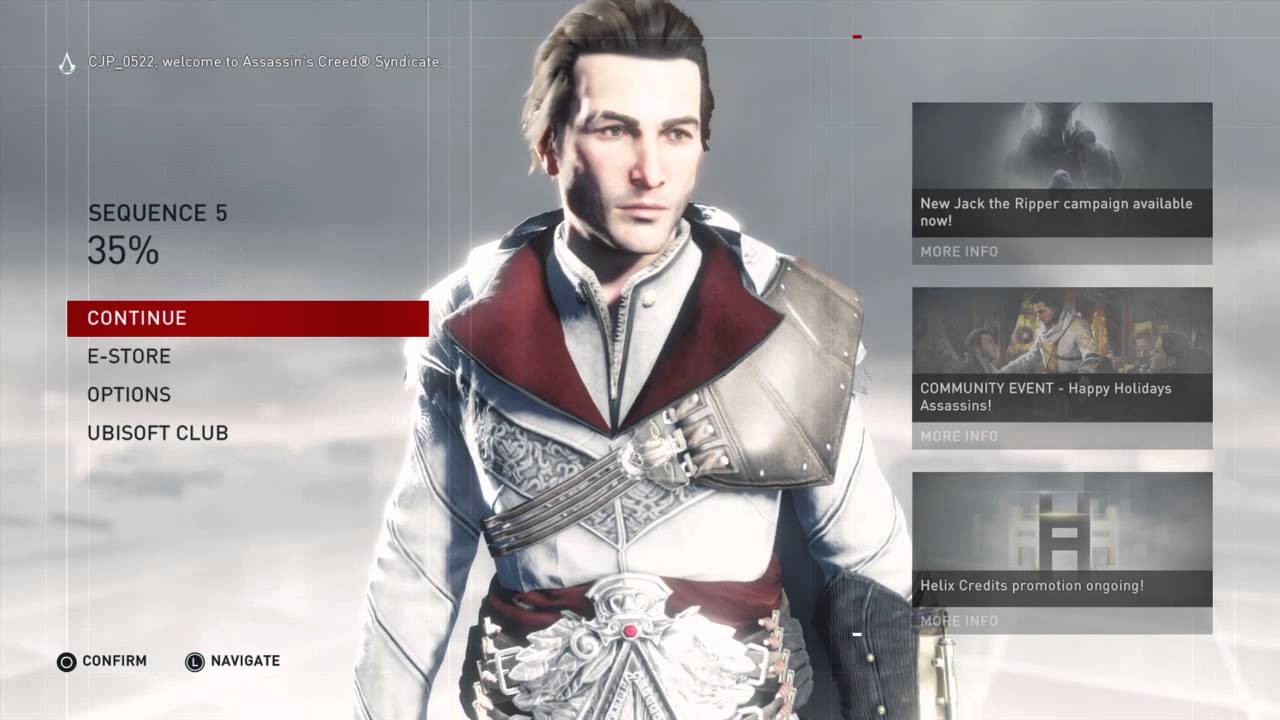 CJP_0522, welcome to Assassin's Creed® Syndicate.
SEQUENCE 5
35%
CONTINUE
E-STORE
OPTIONS
UBISOFT CLUB
New Jack the Ripper campaign available
now!
MORE INFO
COMMUNITY EVENT - Happy Holidays
Assassins!
MORE INFO
Helix Credits promotion ongoing!
MORE INFO
CONFIRM
L NAVIGATE